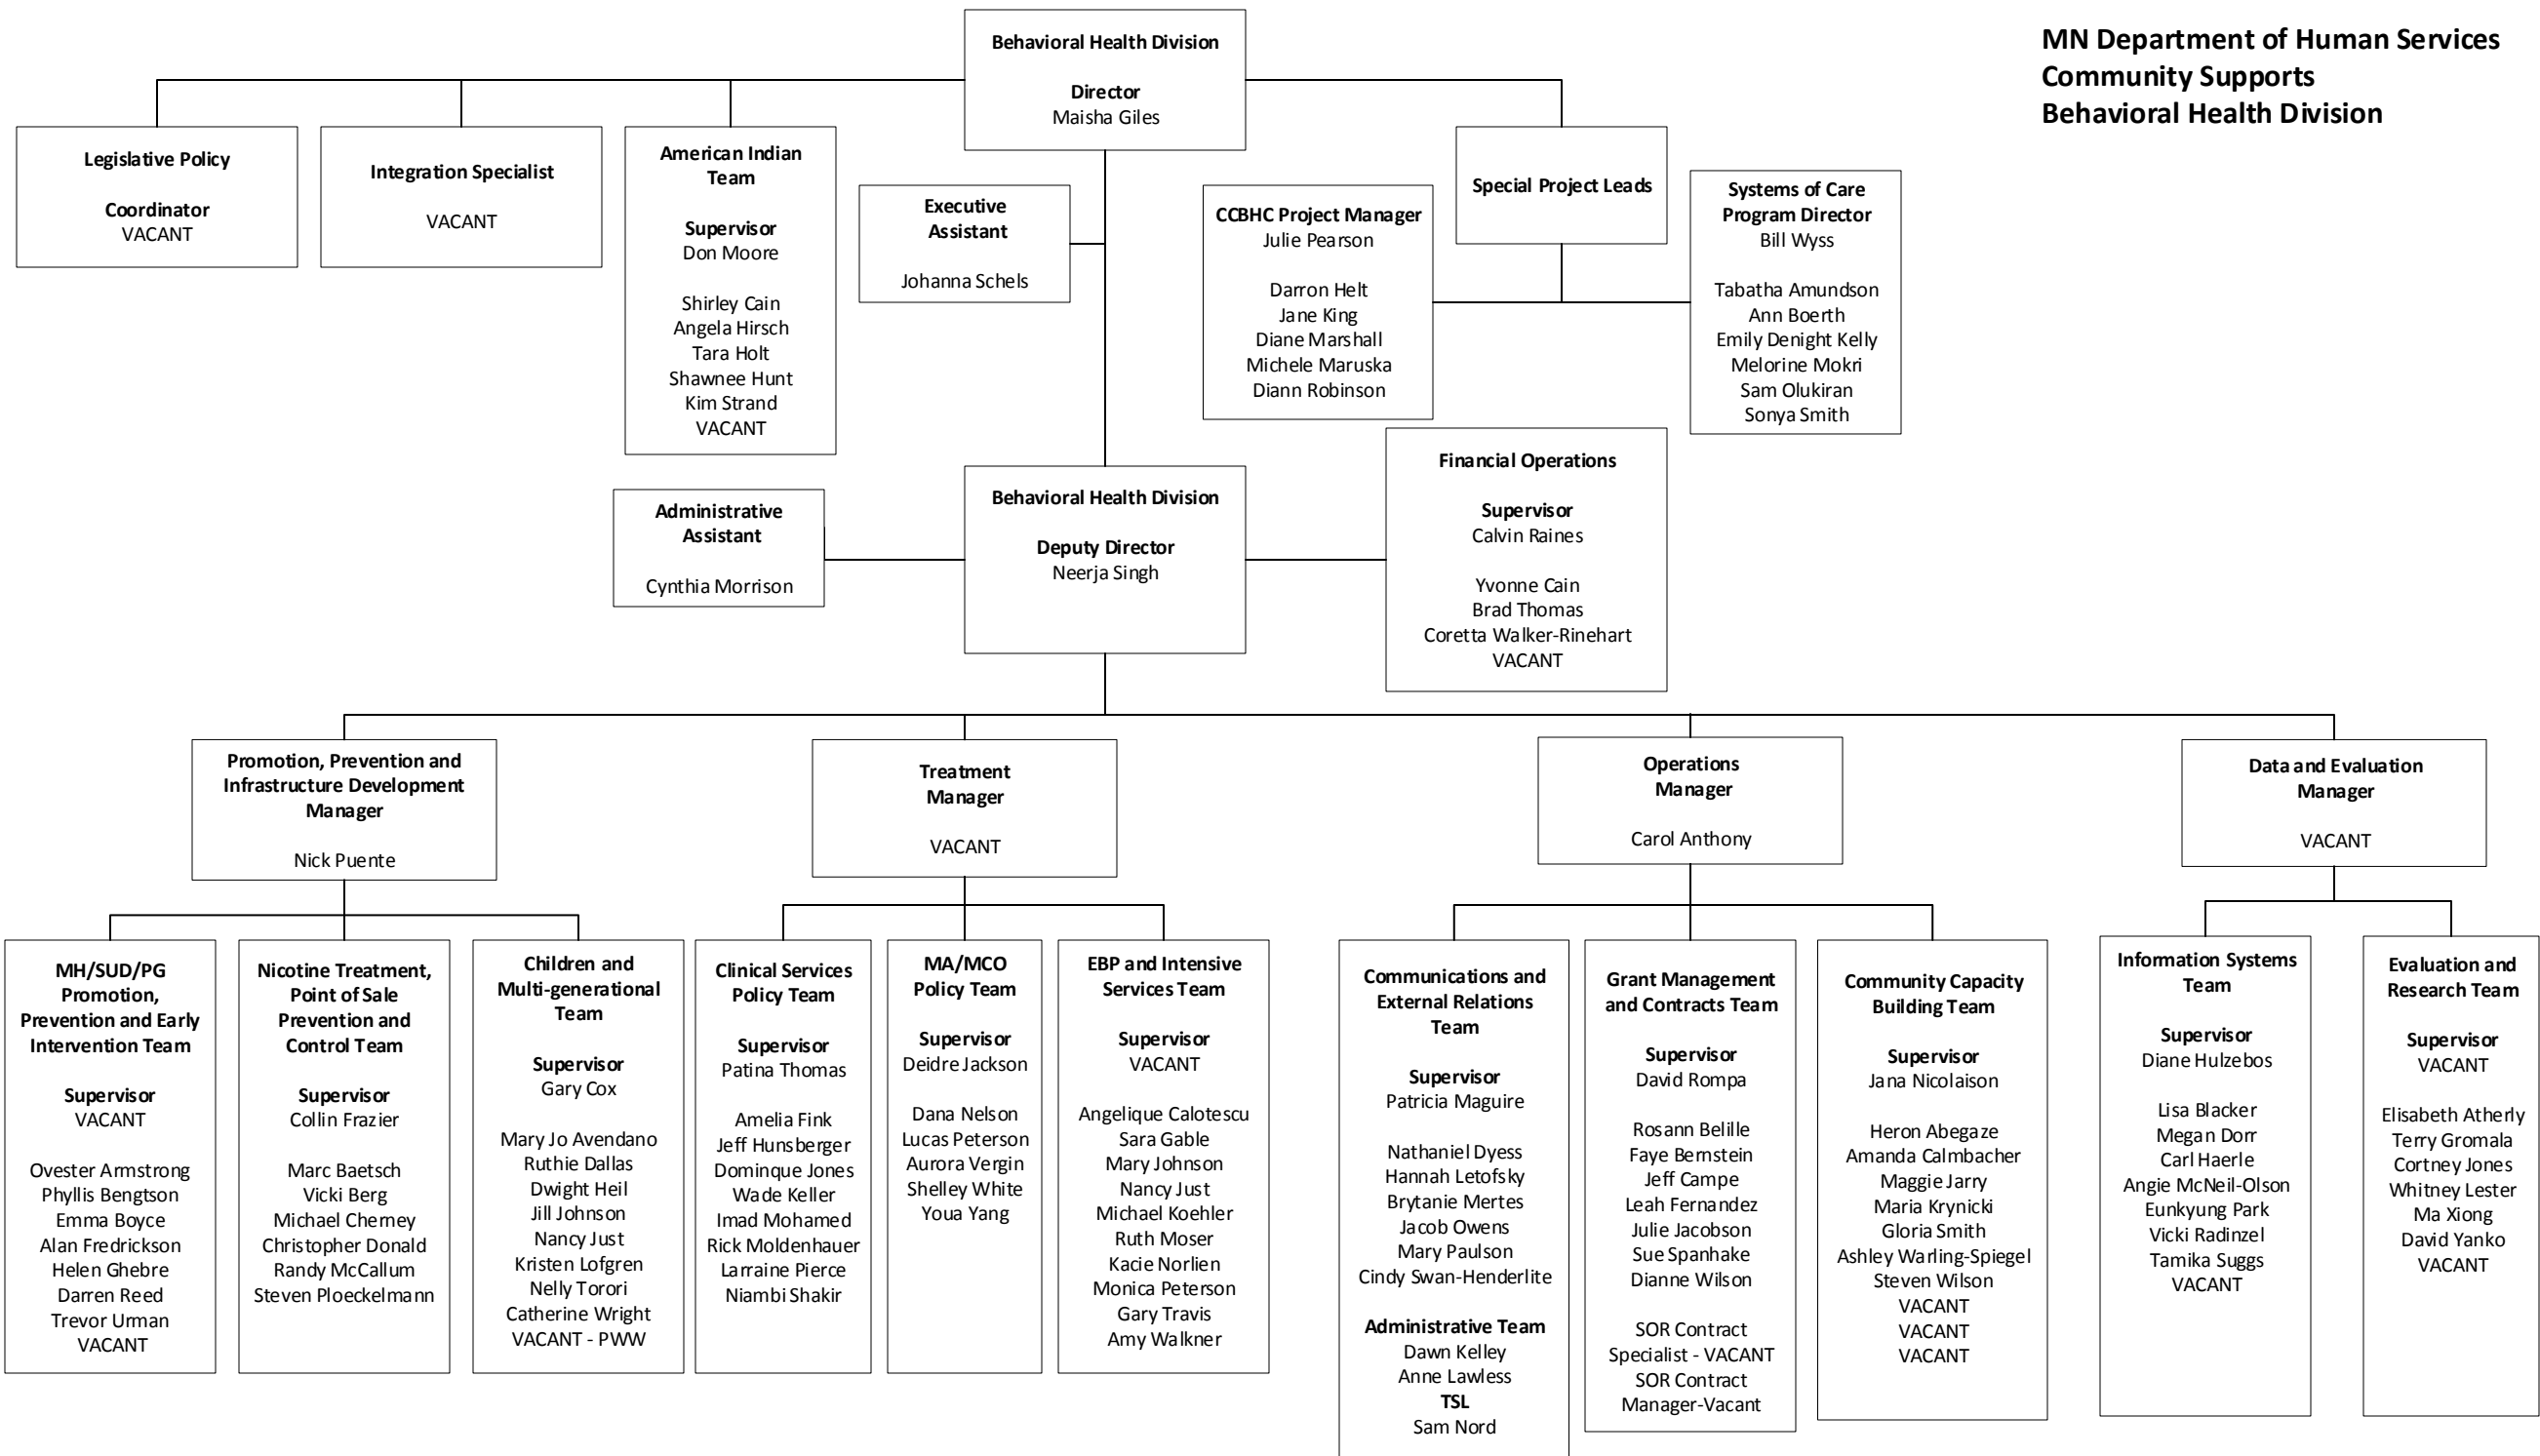 MN Department of Human Services
Community Supports
Behavioral Health Division
Behavioral Health Division
Director
Maisha Giles
Legislative Policy
Coordinator
VACANT
Integration Specialist
VACANT
American Indian
Team
Supervisor
Don Moore
Shirley Cain
Angela Hirsch
Tara Holt
Shawnee Hunt
Kim Strand
VACANT
Executive
Assistant
Johanna Schels
Special Project Leads
CCBHC Project Manager
Julie Pearson
Darron Helt
Jane King
Diane Marshall
Michele Maruska
Diann Robinson
Systems of Care
Program Director
Bill Wyss
Tabatha Amundson
Ann Boerth
Emily Denight Kelly
Melorine Mokri
Sam Olukiran
Sonya Smith
Administrative
Assistant
Cynthia Morrison
Behavioral Health Division
Deputy Director
Neerja Singh
Financial Operations
Supervisor
Calvin Raines
Yvonne Cain
Brad Thomas
Coretta Walker-Rinehart
VACANT
Promotion, Prevention and
Infrastructure Development
Manager
Nick Puente
Treatment
Manager
VACANT
Operations
Manager
Carol Anthony
Data and Evaluation
Manager
VACANT
MH/SUD/PG
Promotion,
Prevention and Early
Intervention Team
Supervisor
VACANT
Ovester Armstrong
Phyllis Bengtson
Emma Boyce
Alan Fredrickson
Helen Ghebre
Darren Reed
Trevor Urman
VACANT
Nicotine Treatment,
Point of Sale
Prevention and
Control Team
Supervisor
Collin Frazier
Marc Baetsch
Vicki Berg
Michael Cherney
Christopher Donald
Randy McCallum
Steven Ploeckelmann
Children and
Multi-generational
Team
Supervisor
Gary Cox
Mary Jo Avendano
Ruthie Dallas
Dwight Heil
Jill Johnson
Nancy Just
Kristen Lofgren
Nelly Torori
Catherine Wright
VACANT - PWW
Clinical Services
Policy Team
Supervisor
Patina Thomas
Amelia Fink
Jeff Hunsberger
Dominque Jones
Wade Keller
Imad Mohamed
Rick Moldenhauer
Larraine Pierce
Niambi Shakir
MA/MCO
Policy Team
Supervisor
Deidre Jackson
Dana Nelson
Lucas Peterson
Aurora Vergin
Shelley White
Youa Yang
EBP and Intensive
Services Team
Supervisor
VACANT
Angelique Calotescu
Sara Gable
Mary Johnson
Nancy Just
Michael Koehler
Ruth Moser
Kacie Norlien
Monica Peterson
Gary Travis
Amy Walkner
Communications and
External Relations
Team
Supervisor
Patricia Maguire
Nathaniel Dyess
Hannah Letofsky
Brytanie Mertes
Jacob Owens
Mary Paulson
Cindy Swan-Henderlite
Administrative Team
Dawn Kelley
Anne Lawless
TSL
Sam Nord
Grant Management
and Contracts Team
Supervisor
David Rompa
Rosann Belille
Faye Bernstein
Jeff Campe
Leah Fernandez
Julie Jacobson
Sue Spanhake
Dianne Wilson
SOR Contract
Specialist - VACANT
SOR Contract
Manager-Vacant
Community Capacity
Building Team
Supervisor
Jana Nicolaison
Heron Abegaze
Amanda Calmbacher
Maggie Jarry
Maria Krynicki
Gloria Smith
Ashley Warling-Spiegel
Steven Wilson
VACANT
VACANT
VACANT
Information Systems
Team
Supervisor
Diane Hulzebos
Lisa Blacker
Megan Dorr
Carl Haerle
Angie McNeil-Olson
Eunkyung Park
Vicki Radinzel
Tamika Suggs
VACANT
Evaluation and
Research Team
Supervisor
VACANT
Elisabeth Atherly
Terry Gromala
Cortney Jones
Whitney Lester
Ma Xiong
David Yanko
VACANT